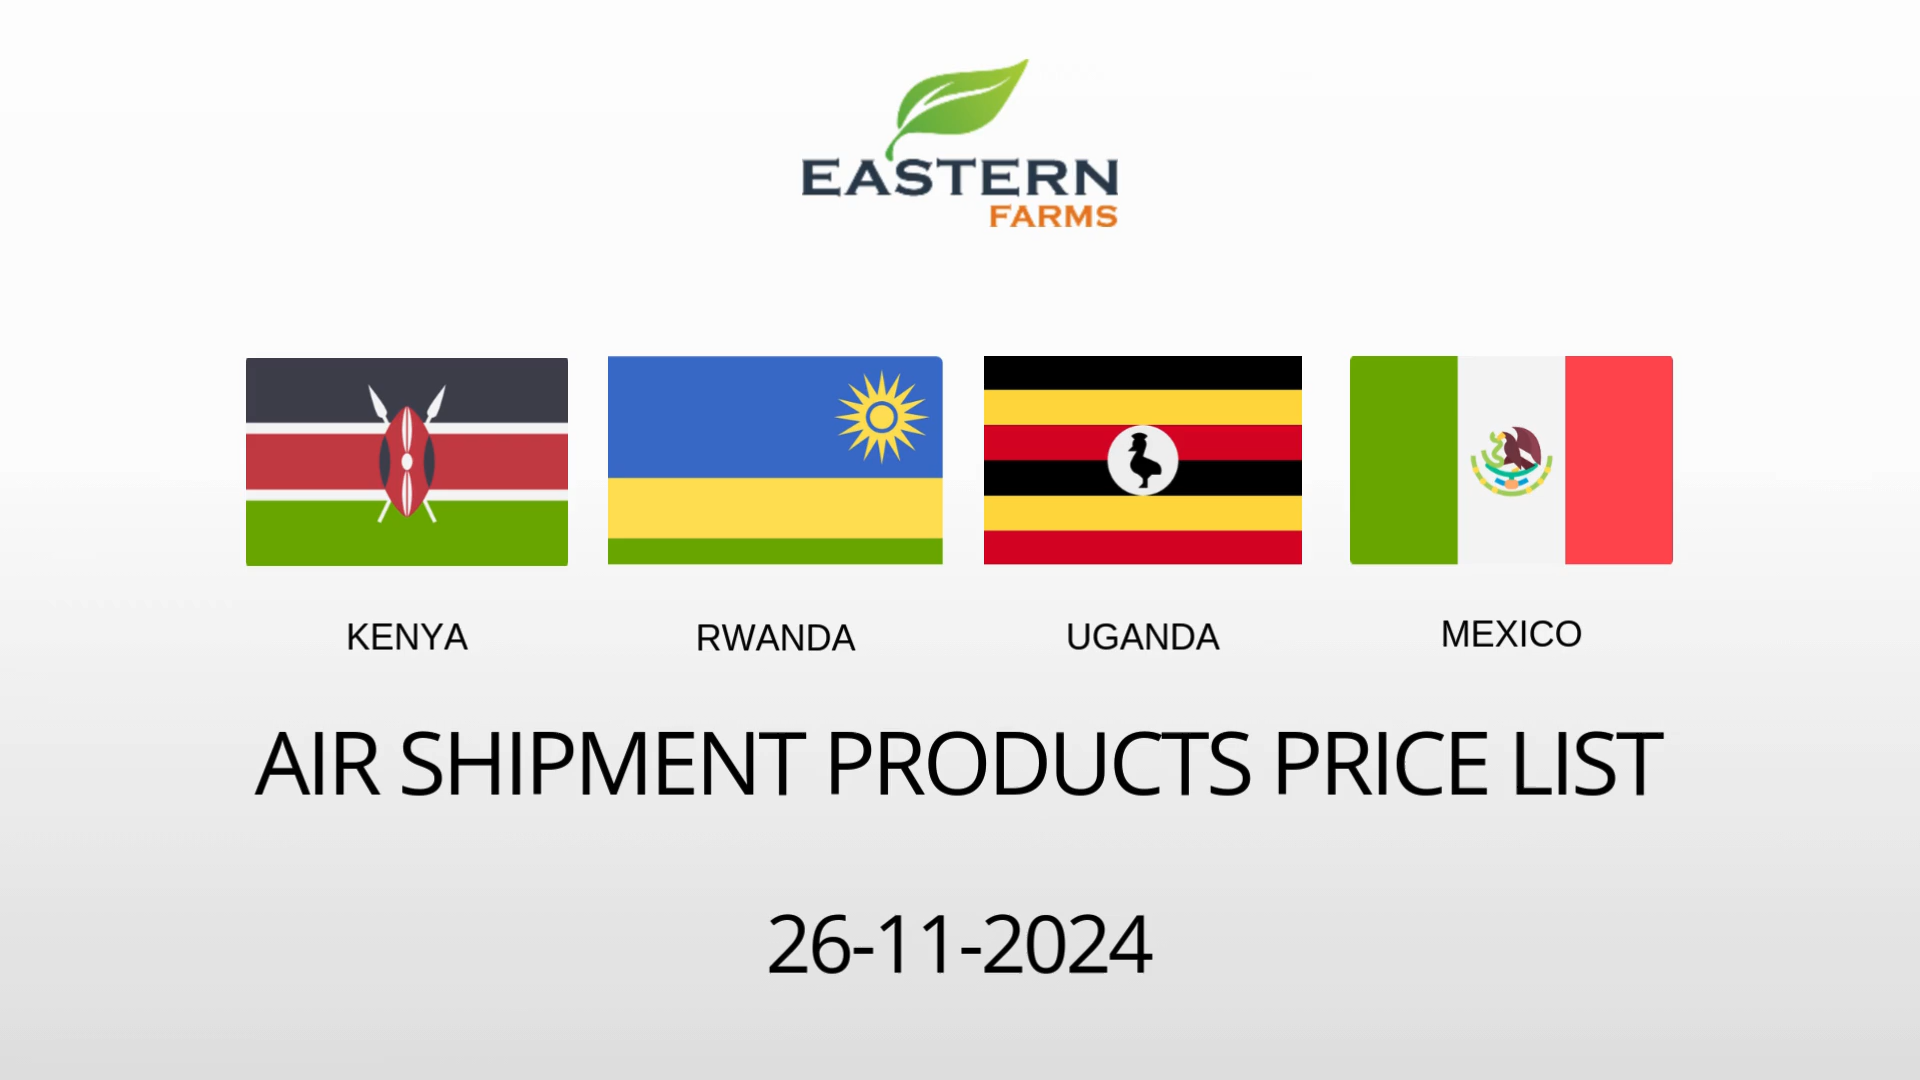 EASTERN
FARMS
KENYA
RWANDA
UGANDA
MEXICO
AIR SHIPMENT PRODUCTS PRICE LIST
26-11-2024